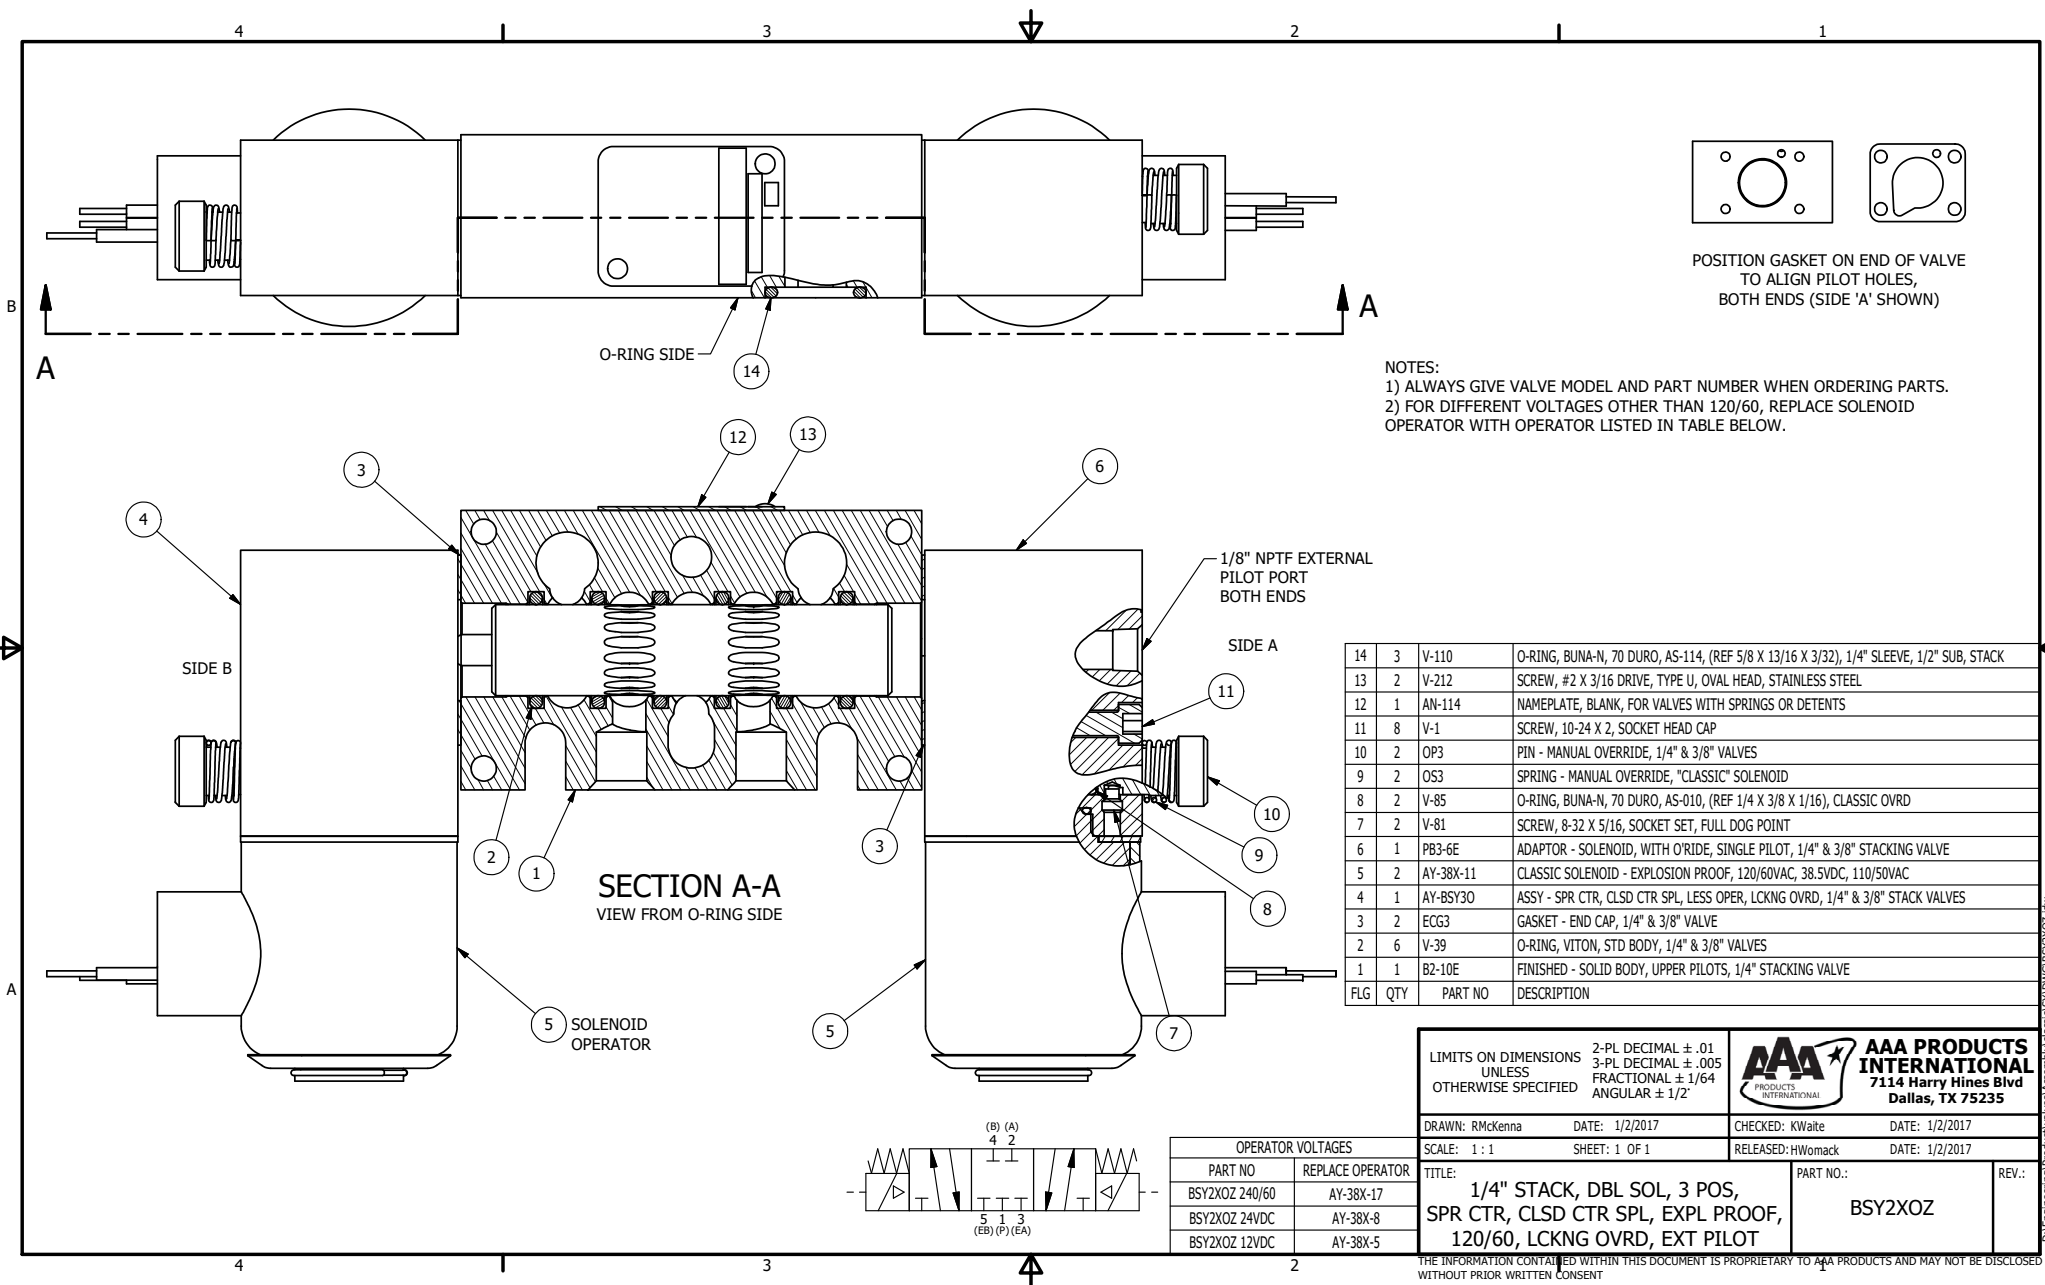 4
3
2
1
B
A
A
O-RING SIDE
14
POSITION GASKET ON END OF VALVE
TO ALIGN PILOT HOLES,
BOTH ENDS (SIDE 'A' SHOWN)
NOTES:
1) ALWAYS GIVE VALVE MODEL AND PART NUMBER WHEN ORDERING PARTS.
2) FOR DIFFERENT VOLTAGES OTHER THAN 120/60, REPLACE SOLENOID
OPERATOR WITH OPERATOR LISTED IN TABLE BELOW.
12
13
3
6
4
1/8" NPTF EXTERNAL
PILOT PORT
BOTH ENDS
SIDE A
SIDE B
11
10
2
1
3
9
8
SECTION A-A
VIEW FROM O-RING SIDE
5
SOLENOID
OPERATOR
5
7
A
14 3 V-110 O-RING, BUNA-N, 70 DURO, AS-114, (REF 5/8 X 13/16 X 3/32), 1/4" SLEEVE, 1/2" SUB, STACK
13 2 V-212 SCREW, #2 X 3/16 DRIVE, TYPE U, OVAL HEAD, STAINLESS STEEL
12 1 AN-114 NAMEPLATE, BLANK, FOR VALVES WITH SPRINGS OR DETENTS
11 8 V-1 SCREW, 10-24 X 2, SOCKET HEAD CAP
10 2 OP3 PIN - MANUAL OVERRIDE, 1/4" & 3/8" VALVES
9 2 OS3 SPRING - MANUAL OVERRIDE, "CLASSIC" SOLENOID
8 2 V-85 O-RING, BUNA-N, 70 DURO, AS-010, (REF 1/4 X 3/8 X 1/16), CLASSIC OVRD
7 2 V-81 SCREW, 8-32 X 5/16, SOCKET SET, FULL DOG POINT
6 1 PB3-6E ADAPTOR - SOLENOID, WITH O'RIDE, SINGLE PILOT, 1/4" & 3/8" STACKING VALVE
5 2 AY-38X-11 CLASSIC SOLENOID - EXPLOSION PROOF, 120/60VAC, 38.5VDC, 110/50VAC
4 1 AY-BSY3O ASSY - SPR CTR, CLSD CTR SPL, LESS OPER, LCKNG OVRD, 1/4" & 3/8" STACK VALVES
3 2 ECG3 GASKET - END CAP, 1/4" & 3/8" VALVE
2 6 V-39 O-RING, VITON, STD BODY, 1/4" & 3/8" VALVES
1 1 B2-10E FINISHED - SOLID BODY, UPPER PILOTS, 1/4" STACKING VALVE
FLG QTY PART NO DESCRIPTION
LIMITS ON DIMENSIONS
UNLESS
OTHERWISE SPECIFIED
2-PL DECIMAL ± .01
3-PL DECIMAL ± .005
FRACTIONAL ± 1/64
ANGULAR ± 1/2°
AAA
PRODUCTS
INTERNATIONAL
AAA PRODUCTS
INTERNATIONAL
7114 Harry Hines Blvd
Dallas, TX 75235
DRAWN: RMcKenna DATE: 1/2/2017 CHECKED: KWaite DATE: 1/2/2017
SCALE: 1 : 1 SHEET: 1 OF 1 RELEASED: HWomack DATE: 1/2/2017
TITLE:
1/4" STACK, DBL SOL, 3 POS,
SPR CTR, CLSD CTR SPL, EXPL PROOF,
120/60, LCKNG OVRD, EXT PILOT
PART NO.:
BSY2XOZ
REV.:
(B) (A)
4 2
5 1 3
(EB) (P) (EA)
OPERATOR VOLTAGES
PART NO REPLACE OPERATOR
BSY2XOZ 240/60 AY-38X-17
BSY2XOZ 24VDC AY-38X-8
BSY2XOZ 12VDC AY-38X-5
4
3
2
1
THE INFORMATION CONTAINED WITHIN THIS DOCUMENT IS PROPRIETARY TO AAA PRODUCTS AND MAY NOT BE DISCLOSED
WITHOUT PRIOR WRITTEN CONSENT